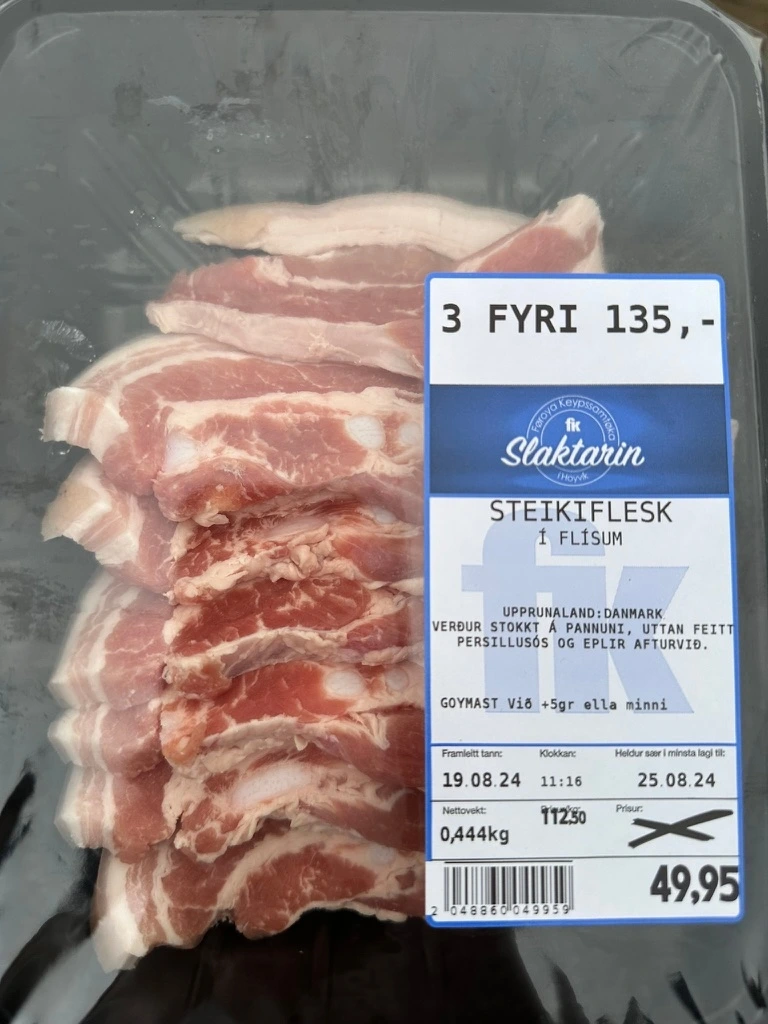 3 FYRI 135,-
Føroya Keypssamtøka
fk
Slaktarin
í Hoyvík
STEIKIFLESK
Í FLÍSUM
fk
UPPRUNALAND:DANMARK
VERÐUR STOKKT Á PANNUNI, UTTAN FEITT
PERSILLUSÓS OG EPLIR AFTURVIÐ.
GOYMAST Við +5gr ella minni
Framleitt tann: Klokkan: Heldur sær í minsta lagi til:
19.08.24 11:16 25.08.24
Nettovekt: Prisur:
0,444kg 112,50
49,95
2 048860 049959